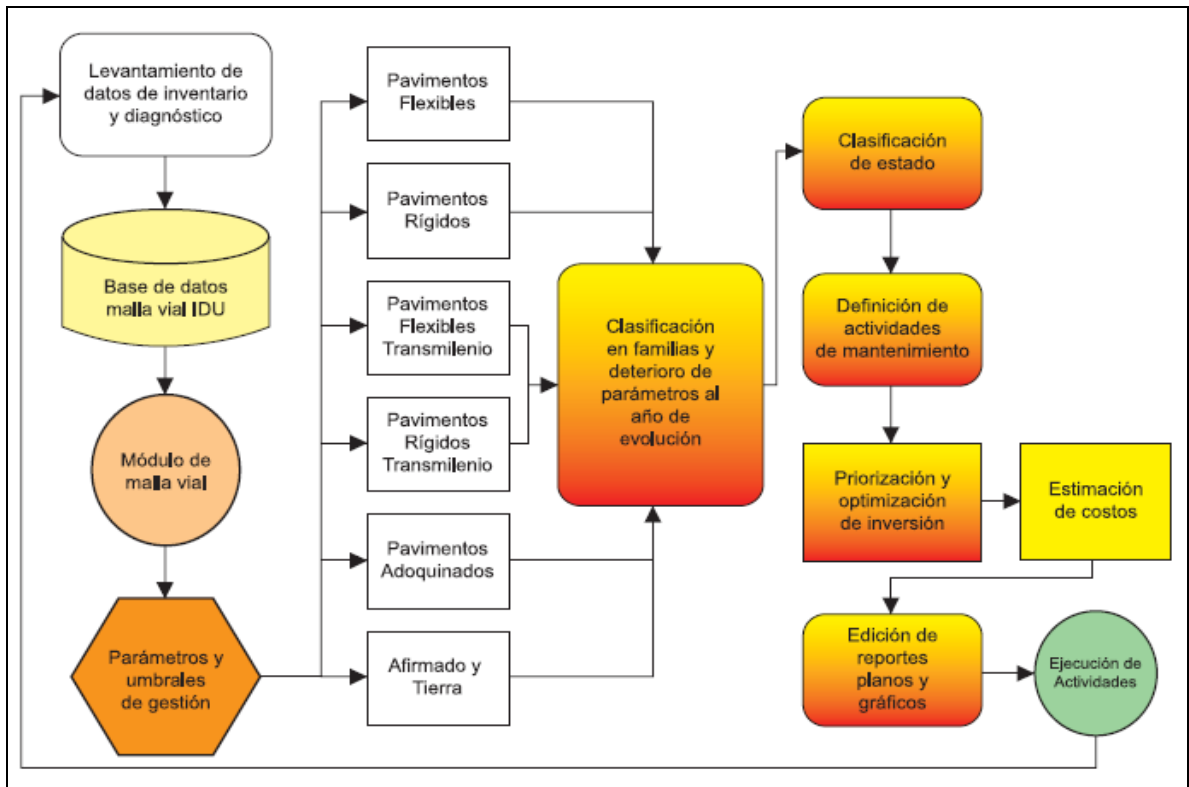 Levantamiento de
datos de inventario
y diagnóstico
Base de datos
malla vial IDU
Módulo de
malla vial
Parámetros y
umbrales
de gestión
Pavimentos
Flexibles
Pavimentos
Rígidos
Pavimentos
Flexibles
Transmilenio
Pavimentos
Rígidos
Transmilenio
Pavimentos
Adoquinados
Afirmado y
Tierra
Clasificación
en familias y
deterioro de
parámetros al
año de
evolución
Clasificación
de estado
Definición de
actividades
de mantenimiento
Priorización y
optimización
de inversión
Estimación
de costos
Edición de
reportes
planos y
gráficos
Ejecución de
Actividades